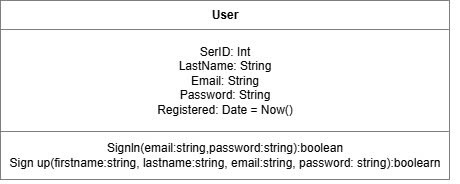 User
SerID: Int
LastName: String
Email: String
Password: String
Registered: Date = Now()
SignIn(email:string,password:string):boolean
Sign up(firstname:string, lastname:string, email:string, password: string):boolearn